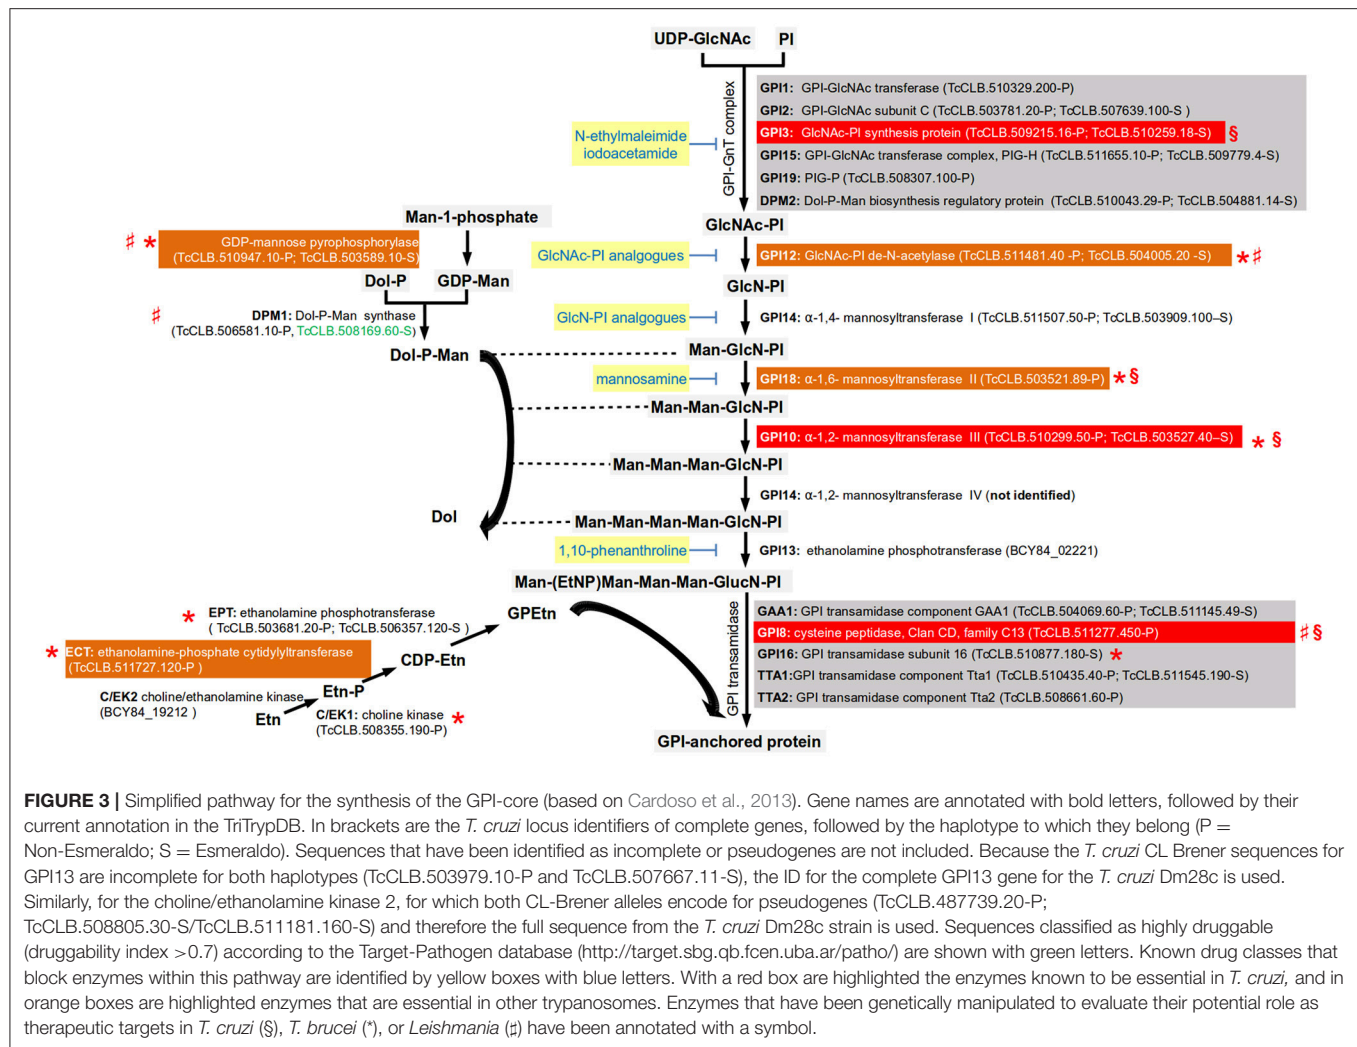 UDP-GlcNAc PI
GPI-GnT complex
GPI1: GPI-GlcNAc transferase (TcCLB.510329.200-P)
GPI2: GPI-GlcNAc subunit C (TcCLB.503781.20-P; TcCLB.507639.100-S )
GPI3: GlcNAc-PI synthesis protein (TcCLB.509215.16-P; TcCLB.510259.18-S) §
GPI15: GPI-GlcNAc transferase complex, PIG-H (TcCLB.511655.10-P; TcCLB.509779.4-S)
GPI19: PIG-P (TcCLB.508307.100-P)
DPM2: Dol-P-Man biosynthesis regulatory protein (TcCLB.510043.29-P; TcCLB.504881.14-S)
N-ethylmaleimide
iodoacetamide
Man-1-phosphate
GlcNAc-PI
♯ * GDP-mannose pyrophosphorylase
(TcCLB.510947.10-P; TcCLB.503589.10-S)
GlcNAc-PI analgogues
GPI12: GlcNAc-PI de-N-acetylase (TcCLB.511481.40 -P; TcCLB.504005.20 -S) *♯
Dol-P GDP-Man
GlcN-PI
♯ DPM1: Dol-P-Man synthase
(TcCLB.506581.10-P, TcCLB.508169.60-S)
GlcN-PI analogues
GPI14: α-1,4- mannosyltransferase I (TcCLB.511507.50-P; TcCLB.503909.100–S)
Dol-P-Man
Man-GlcN-PI
mannosamine
GPI18: α-1,6- mannosyltransferase II (TcCLB.503521.89-P) *§
Man-Man-GlcN-PI
GPI10: α-1,2- mannosyltransferase III (TcCLB.510299.50-P; TcCLB.503527.40–S) * §
Man-Man-Man-GlcN-PI
GPI14: α-1,2- mannosyltransferase IV (not identified)
Dol
Man-Man-Man-Man-GlcN-PI
1,10-phenanthroline
GPI13: ethanolamine phosphotransferase (BCY84_02221)
Man-(EtNP)Man-Man-Man-GlucN-PI
GPI transamidase
GAA1: GPI transamidase component GAA1 (TcCLB.504069.60-P; TcCLB.511145.49-S)
GPI8: cysteine peptidase, Clan CD, family C13 (TcCLB.511277.450-P) ♯§
GPI16: GPI transamidase subunit 16 (TcCLB.510877.180-S) *
TTA1:GPI transamidase component Tta1 (TcCLB.510435.40-P; TcCLB.511545.190-S)
TTA2: GPI transamidase component Tta2 (TcCLB.508661.60-P)
* EPT: ethanolamine phosphotransferase
( TcCLB.503681.20-P; TcCLB.506357.120-S )
GPEtn
* ECT: ethanolamine-phosphate cytidylyltransferase
(TcCLB.511727.120-P )
CDP-Etn
C/EK2 choline/ethanolamine kinase
(BCY84_19212 )
Etn-P
Etn
C/EK1: choline kinase *
(TcCLB.508355.190-P)
GPI-anchored protein
FIGURE 3 | Simplified pathway for the synthesis of the GPI-core (based on Cardoso et al., 2013). Gene names are annotated with bold letters, followed by their
current annotation in the TriTrypDB. In brackets are the T. cruzi locus identifiers of complete genes, followed by the haplotype to which they belong (P =
Non-Esmeraldo; S = Esmeraldo). Sequences that have been identified as incomplete or pseudogenes are not included. Because the T. cruzi CL Brener sequences for
GPI13 are incomplete for both haplotypes (TcCLB.503979.10-P and TcCLB.507667.11-S), the ID for the complete GPI13 gene for the T. cruzi Dm28c is used.
Similarly, for the choline/ethanolamine kinase 2, for which both CL-Brener alleles encode for pseudogenes (TcCLB.487739.20-P;
TcCLB.508805.30-S/TcCLB.511181.160-S) and therefore the full sequence from the T. cruzi Dm28c strain is used. Sequences classified as highly druggable
(druggability index >0.7) according to the Target-Pathogen database (http://target.sbg.qb.fcen.uba.ar/patho/) are shown with green letters. Known drug classes that
block enzymes within this pathway are identified by yellow boxes with blue letters. With a red box are highlighted the enzymes known to be essential in T. cruzi, and in
orange boxes are highlighted enzymes that are essential in other trypanosomes. Enzymes that have been genetically manipulated to evaluate their potential role as
therapeutic targets in T. cruzi (§), T. brucei (*), or Leishmania (♯) have been annotated with a symbol.